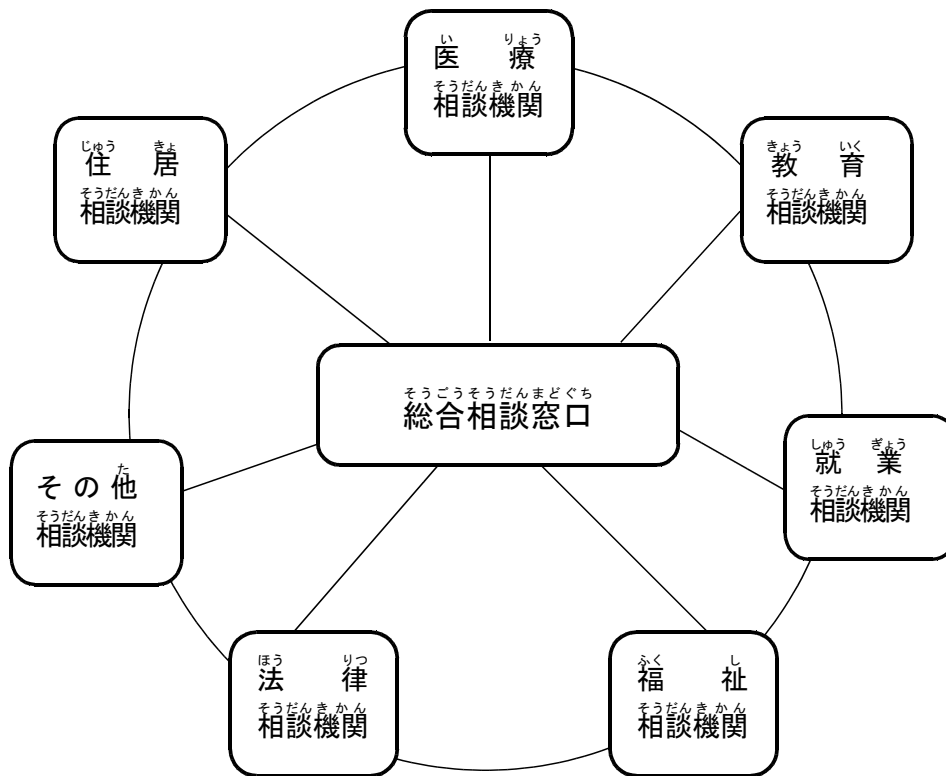 い りょう
医 療
そうだんきかん
相談機関
じゅう きょ
住 居
そうだんきかん
相談機関
きょう いく
教 育
そうだんきかん
相談機関
そうごうそうだんまどぐち
総合相談窓口
た
その他
そうだんきかん
相談機関
しゅう ぎょう
就 業
そうだんきかん
相談機関
ほう りつ
法 律
そうだんきかん
相談機関
ふく し
福 祉
そうだんきかん
相談機関